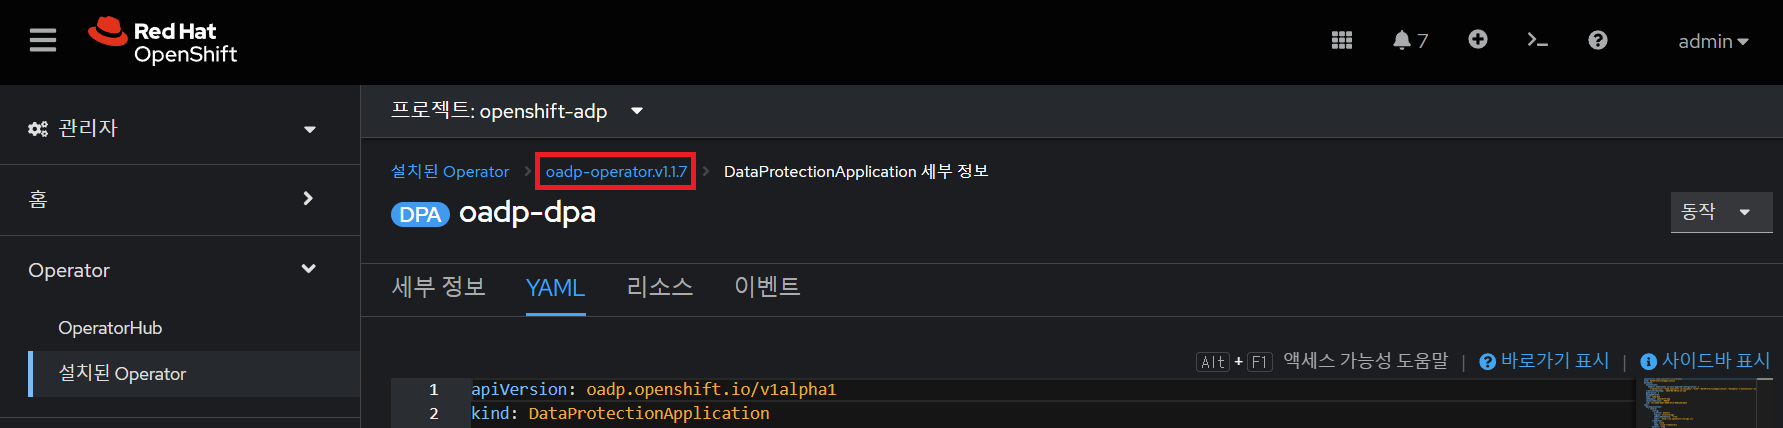 Red Hat
OpenShift
7
admin
관리자
홈
Operator
OperatorHub
설치된 Operator
프로젝트: openshift-adp
설치된 Operator
oadp-operator.v1.1.7
DataProtectionApplication 세부 정보
DPA oadp-dpa
동작
세부 정보 YAML 리소스 이벤트
Alt + F1 액세스 가능성 도움말 | 바로가기 표시 | 사이드바 표시
1 apiVersion: oadp.openshift.io/v1alpha1
2 kind: DataProtectionApplication